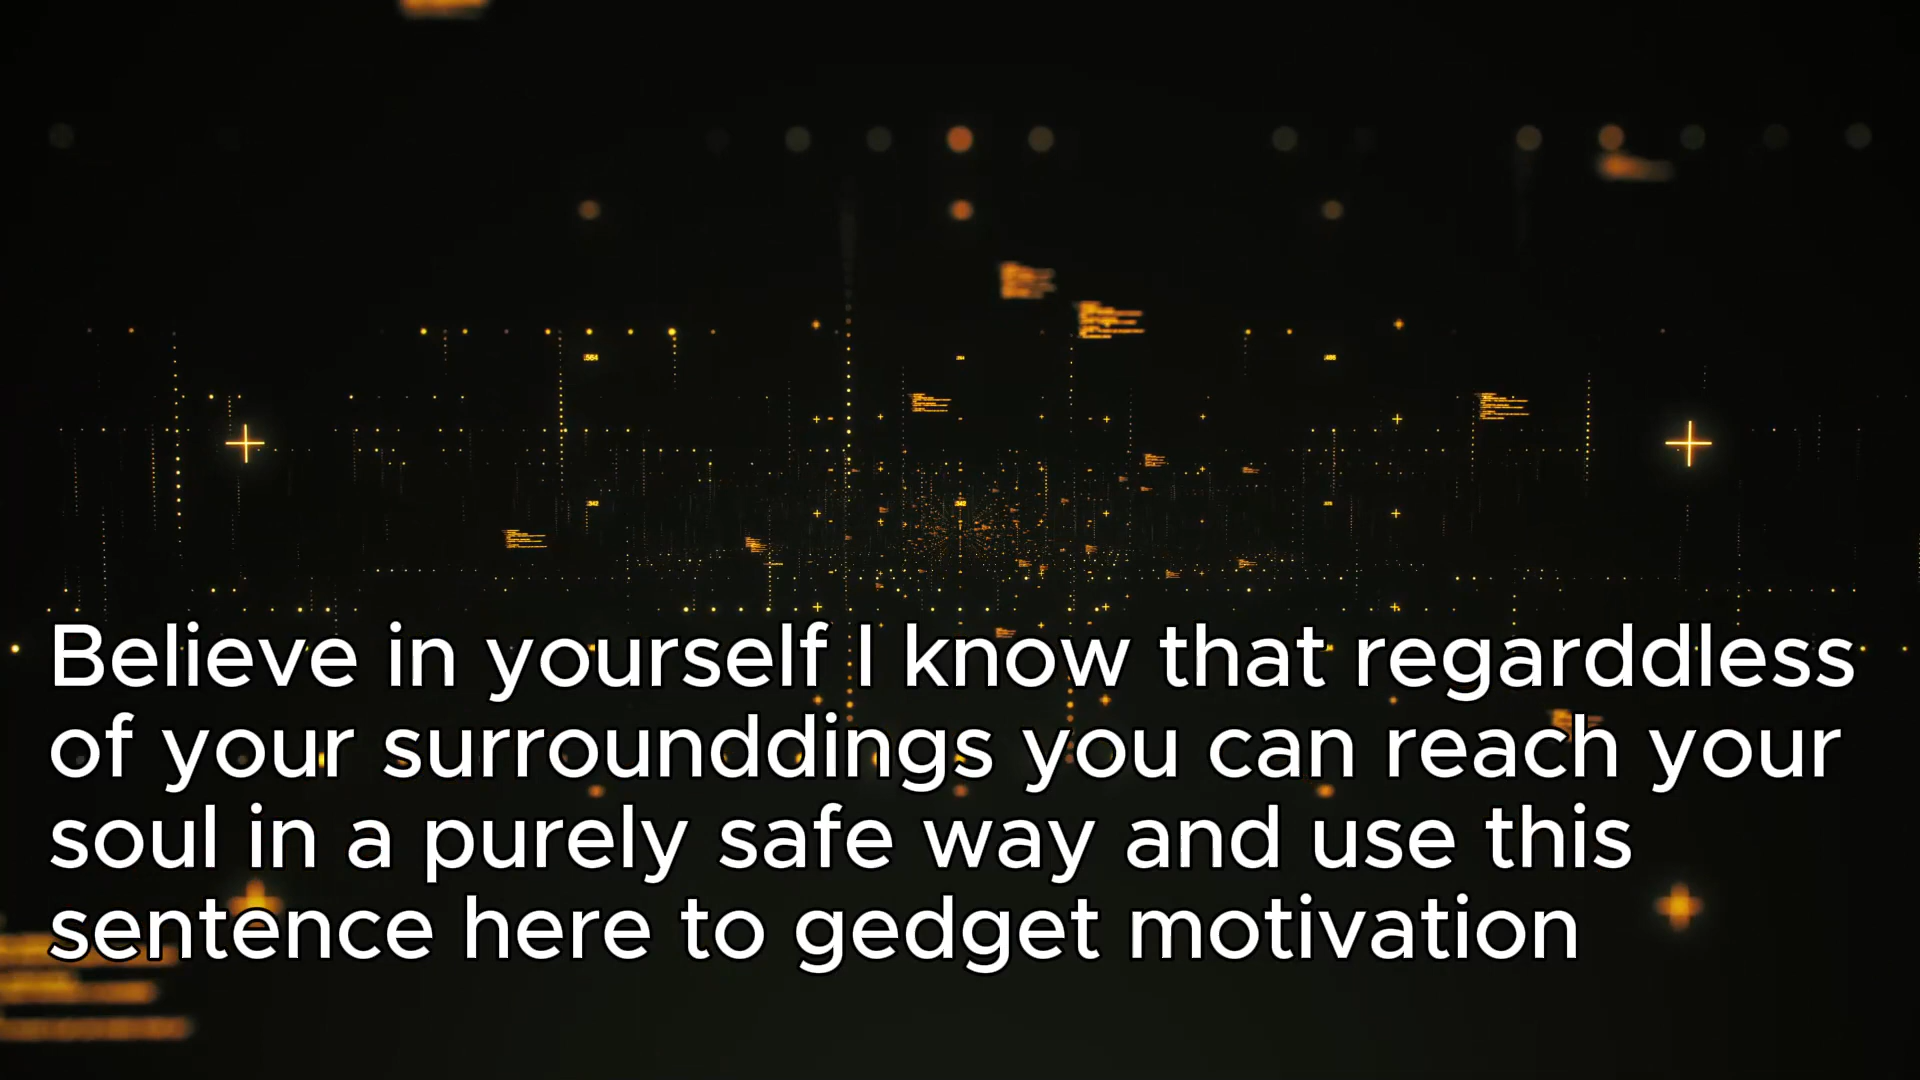 Believe in yourself I know that regarddless
of your surrounddings you can reach your
soul in a purely safe way and use this
sentence here to gedget motivation